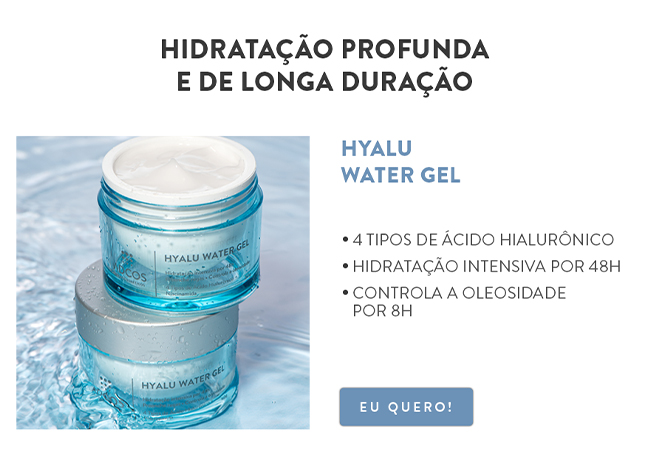 HIDRATAÇÃO PROFUNDA
E DE LONGA DURAÇÃO
HYALU
WATER GEL
• 4 TIPOS DE ÁCIDO HIALURÔNICO
• HIDRATAÇÃO INTENSIVA POR 48H
• CONTROLA A OLEOSIDADE
POR 8H
HYALU WATER GEL
HYALU WATER GEL
EU QUERO!